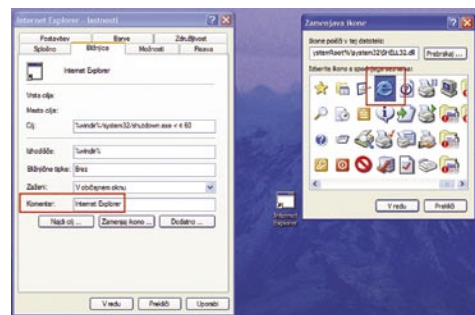 Internet Explorer - lastnosti
Postavitev Barve Združljivost
Splošno Bližnjica Možnosti Pisava
Internet Explorer
Vrsta cilja:
Mesto cilja:
Cilj: %windir%/system32/shutdown.exe -r -t 60
Izhodišče: %windir%
Bližnjične tipke: Brez
Zaženi: V običajnem oknu
Komentar: Internet Explorer
Najdi cilj ... Zamenjaj ikono ... Dodatno ...
V redu Prekliči Uporabi
Zamenjava ikone
Ikone poišči v tej datoteki:
ystemRoot%\system32\SHELL32.dll Prebrskaj ...
Izberite ikono s spodnjega seznama:
V redu Prekliči
Internet
Explorer